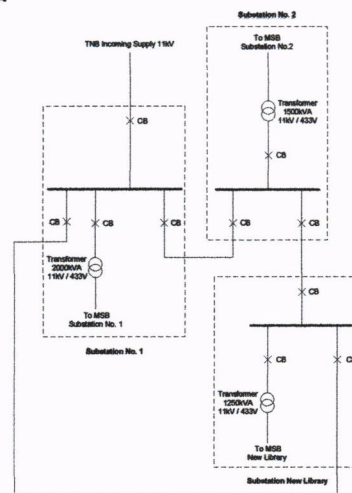 Substation No. 2
To MSB
Substation No.2
TNB Incoming Supply 11kV
Transformer
1500kVA
11kV / 433V
CB
CB
CB
CB
CB
CB
CB
Transformer
2000kVA
11kV / 433V
To MSB
Substation No. 1
Substation No. 1
CB
CB
Transformer
1250kVA
11kV / 433V
To MSB
New Library
Substation New Library